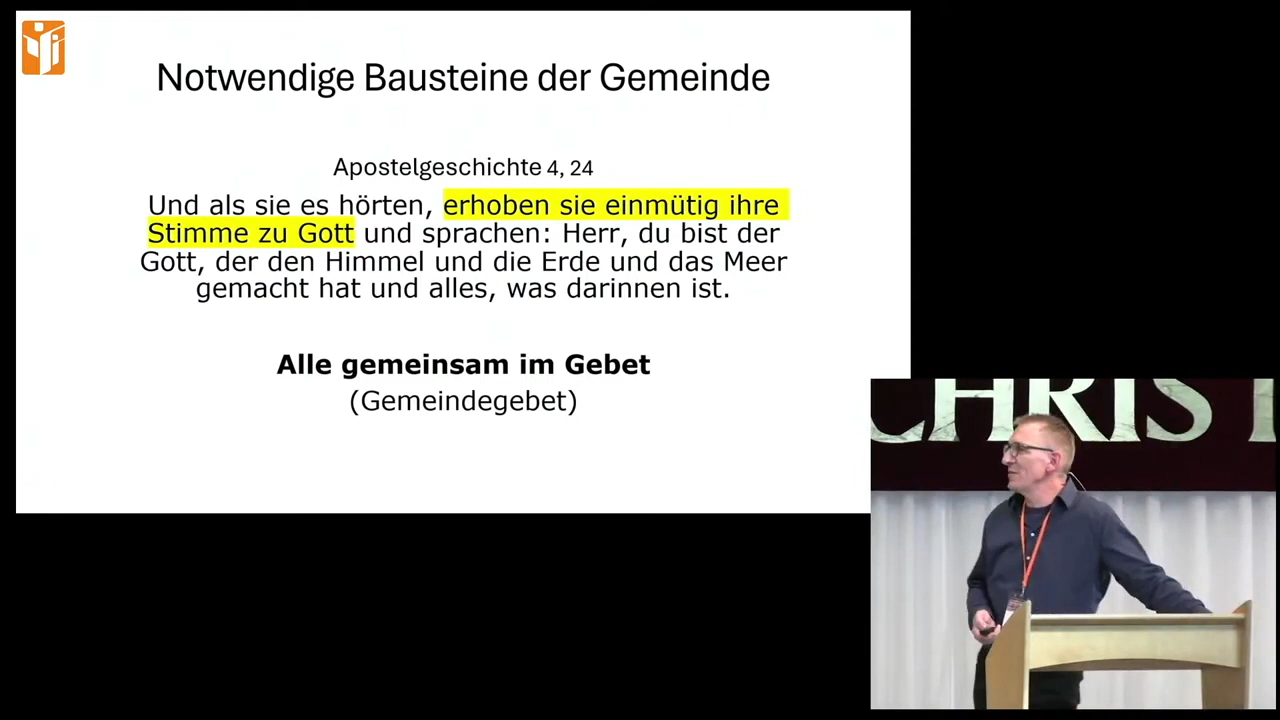 Notwendige Bausteine der Gemeinde
Apostelgeschichte 4, 24
Und als sie es hörten, erhoben sie einmütig ihre
Stimme zu Gott und sprachen: Herr, du bist der
Gott, der den Himmel und die Erde und das Meer
gemacht hat und alles, was darinnen ist.
Alle gemeinsam im Gebet
(Gemeindegebet)
CHRIST